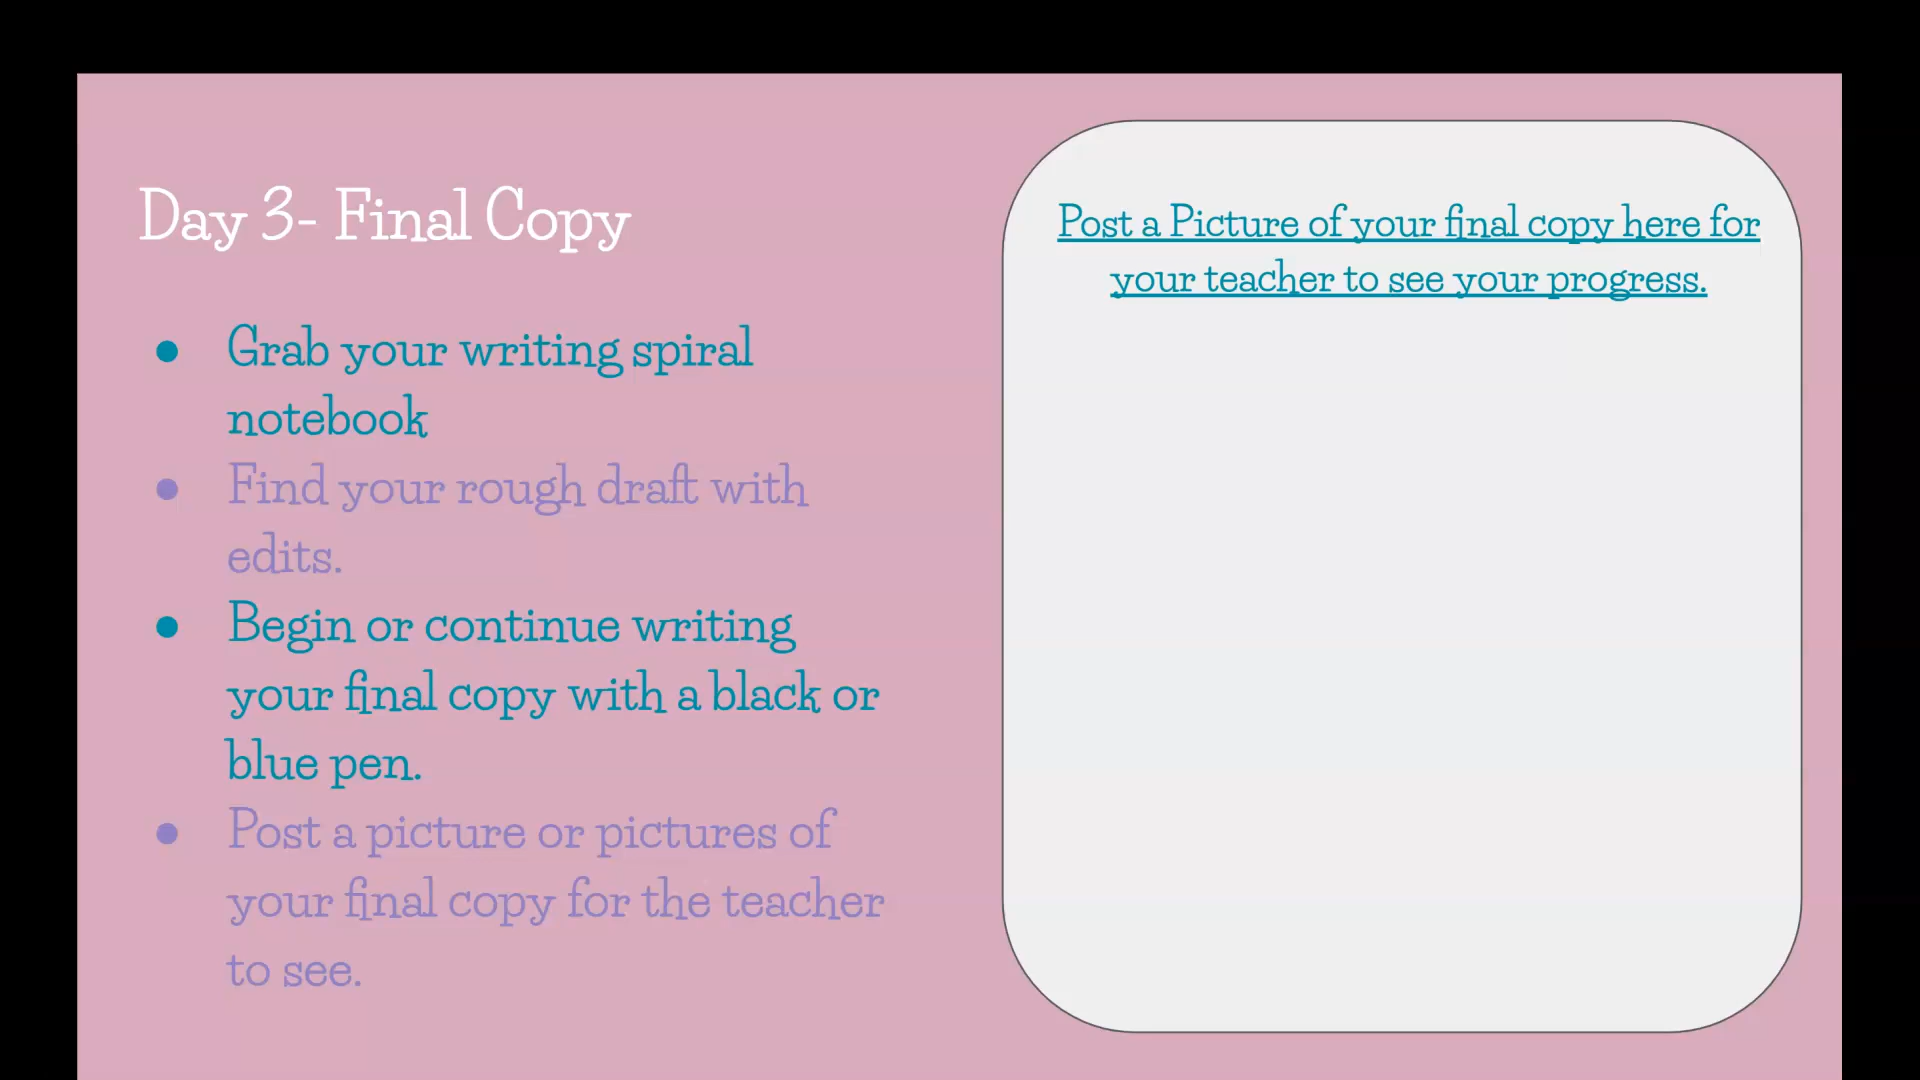 Day 3- Final Copy
● Grab your writing spiral
notebook
● Find your rough draft with
edits.
● Begin or continue writing
your final copy with a black or
blue pen.
● Post a picture or pictures of
your final copy for the teacher
to see.
Post a Picture of your final copy here for
your teacher to see your progress.